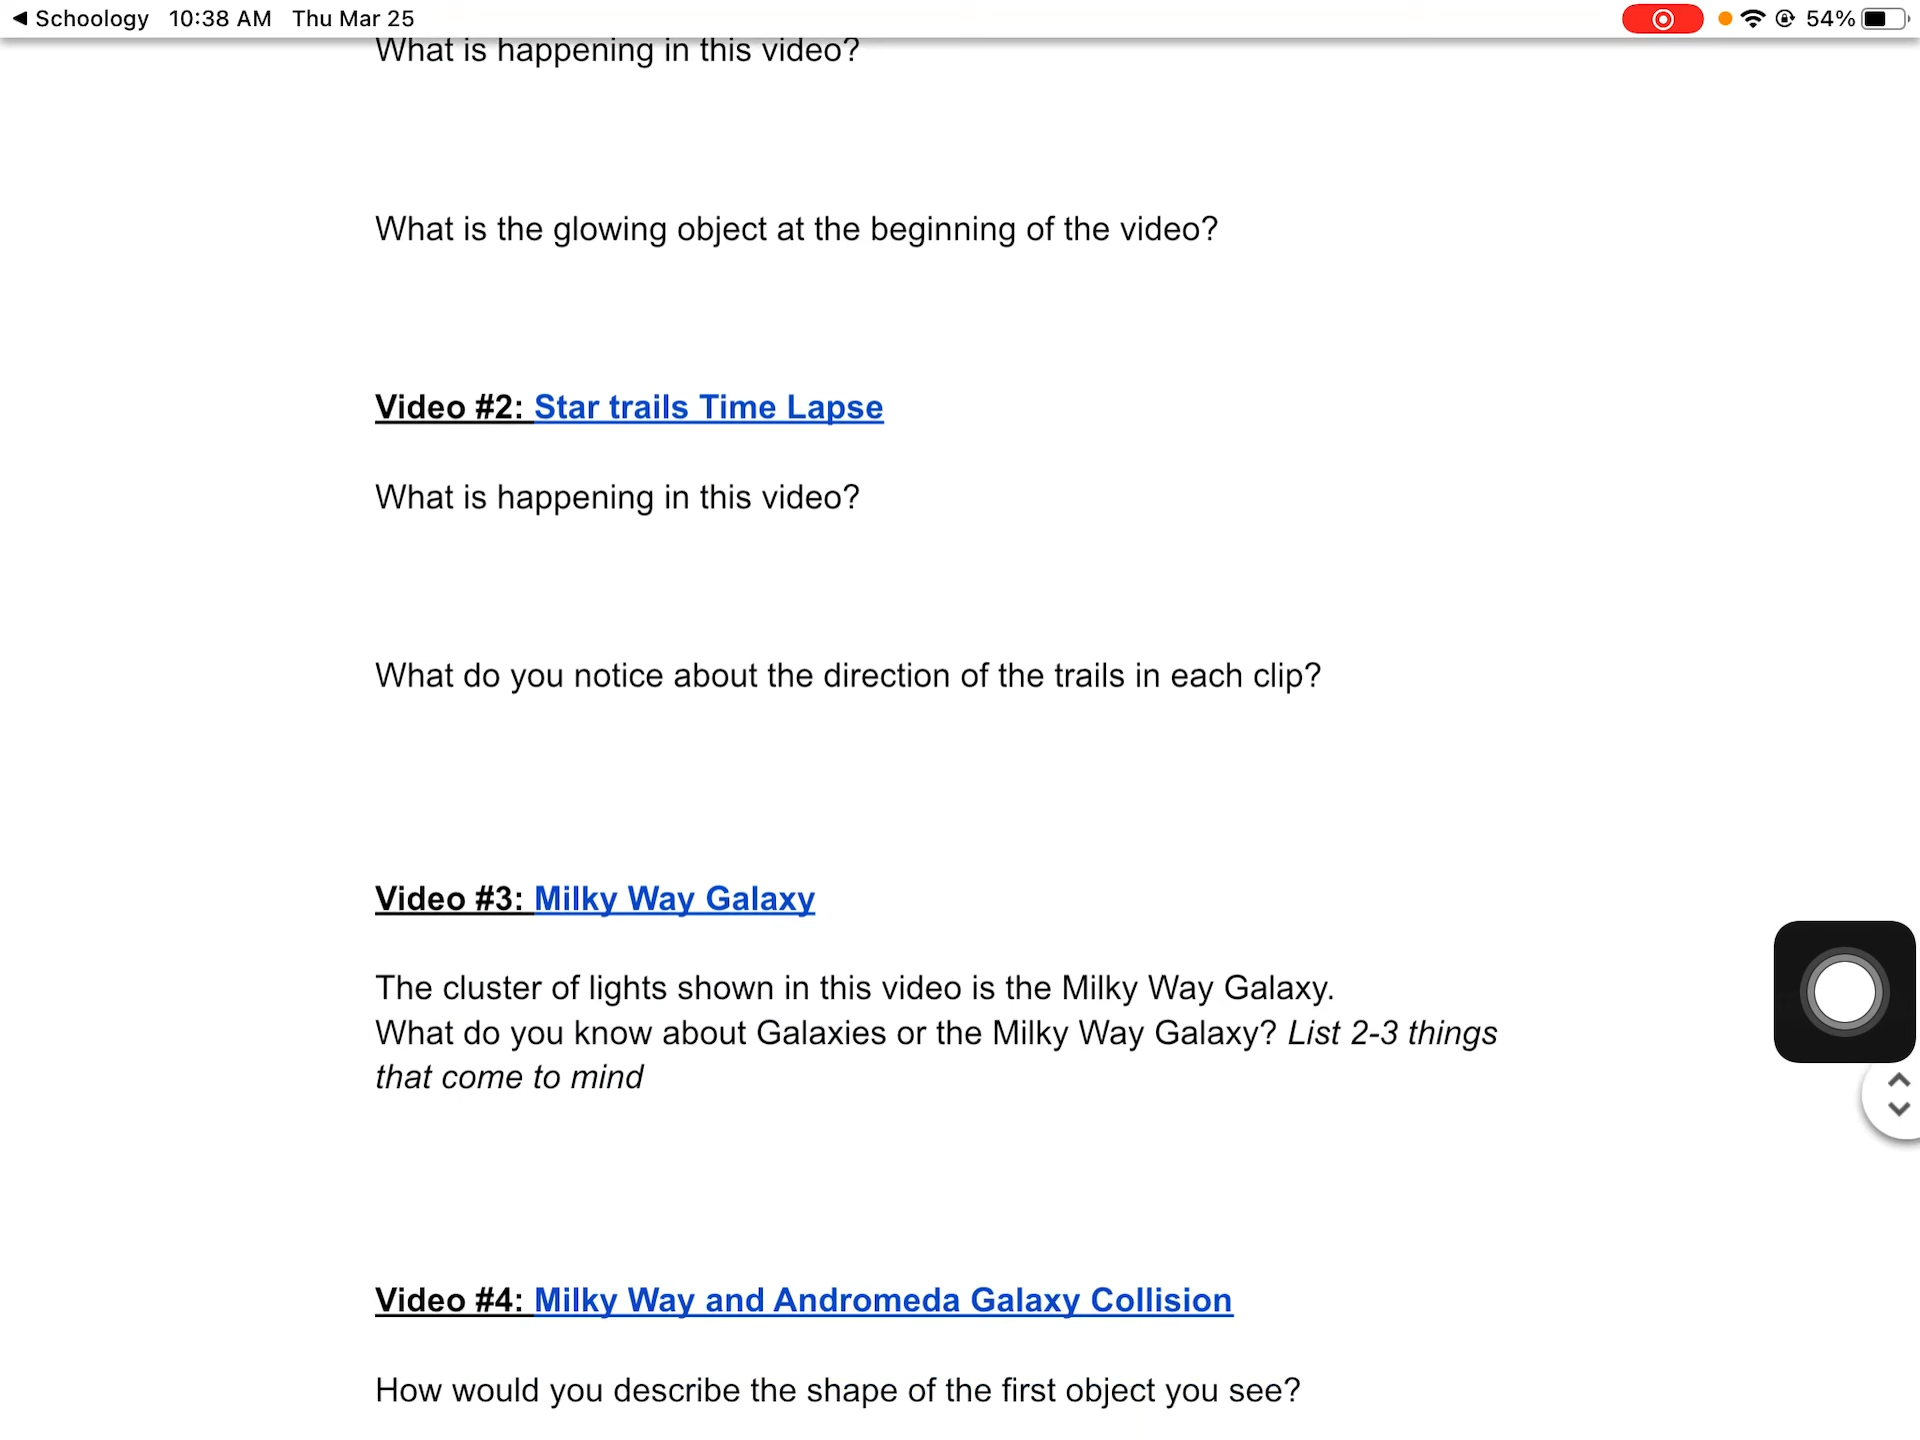 Schoology 10:38 AM Thu Mar 25 54%
What is happening in this video?
What is the glowing object at the beginning of the video?
Video #2: Star trails Time Lapse
What is happening in this video?
What do you notice about the direction of the trails in each clip?
Video #3: Milky Way Galaxy
The cluster of lights shown in this video is the Milky Way Galaxy.
What do you know about Galaxies or the Milky Way Galaxy? List 2-3 things
that come to mind
Video #4: Milky Way and Andromeda Galaxy Collision
How would you describe the shape of the first object you see?